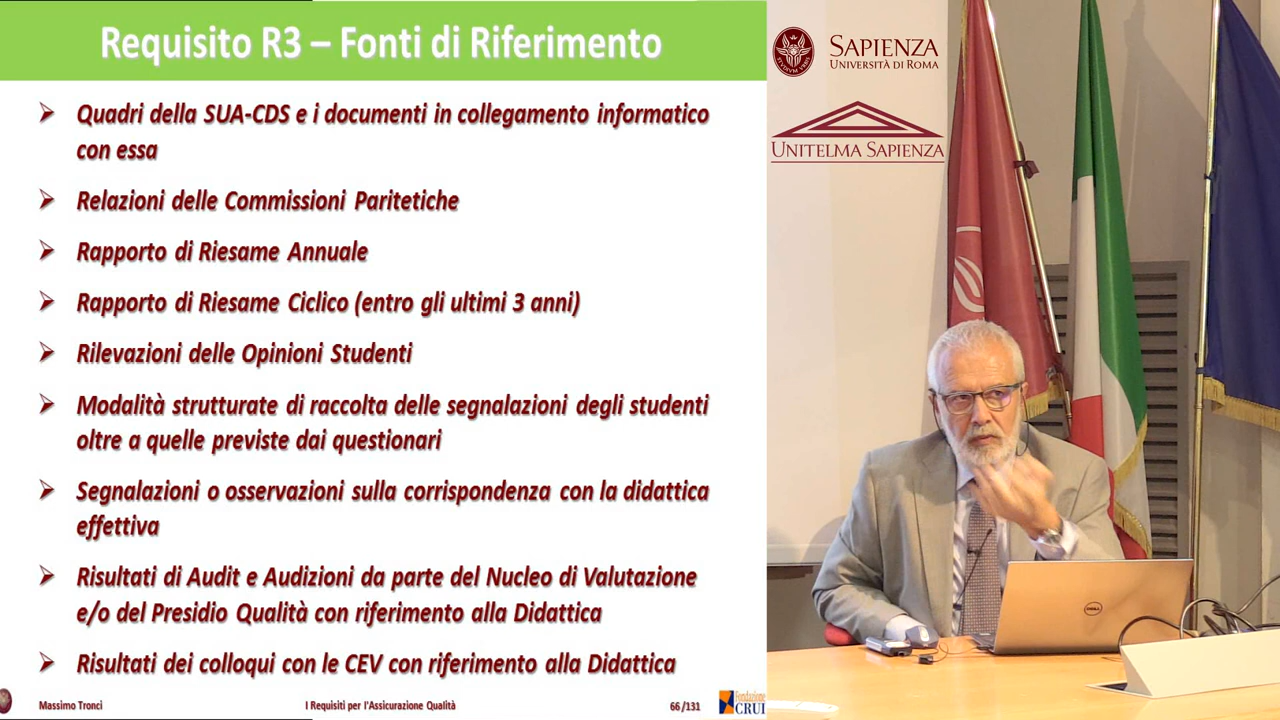 Requisito R3 – Fonti di Riferimento
Quadri della SUA-CDS e i documenti in collegamento informatico
con essa
Relazioni delle Commissioni Paritetiche
Rapporto di Riesame Annuale
Rapporto di Riesame Ciclico (entro gli ultimi 3 anni)
Rilevazioni delle Opinioni Studenti
Modalità strutturate di raccolta delle segnalazioni degli studenti
oltre a quelle previste dai questionari
Segnalazioni o osservazioni sulla corrispondenza con la didattica
effettiva
Risultati di Audit e Audizioni da parte del Nucleo di Valutazione
e/o del Presidio Qualità con riferimento alla Didattica
Risultati dei colloqui con le CEV con riferimento alla Didattica
Massimo Tronci
I Requisiti per l'Assicurazione Qualità
66 /131
Fondazione
CRUI
SAPIENZA
UNIVERSITÀ DI ROMA
UNITELMA SAPIENZA
DELL